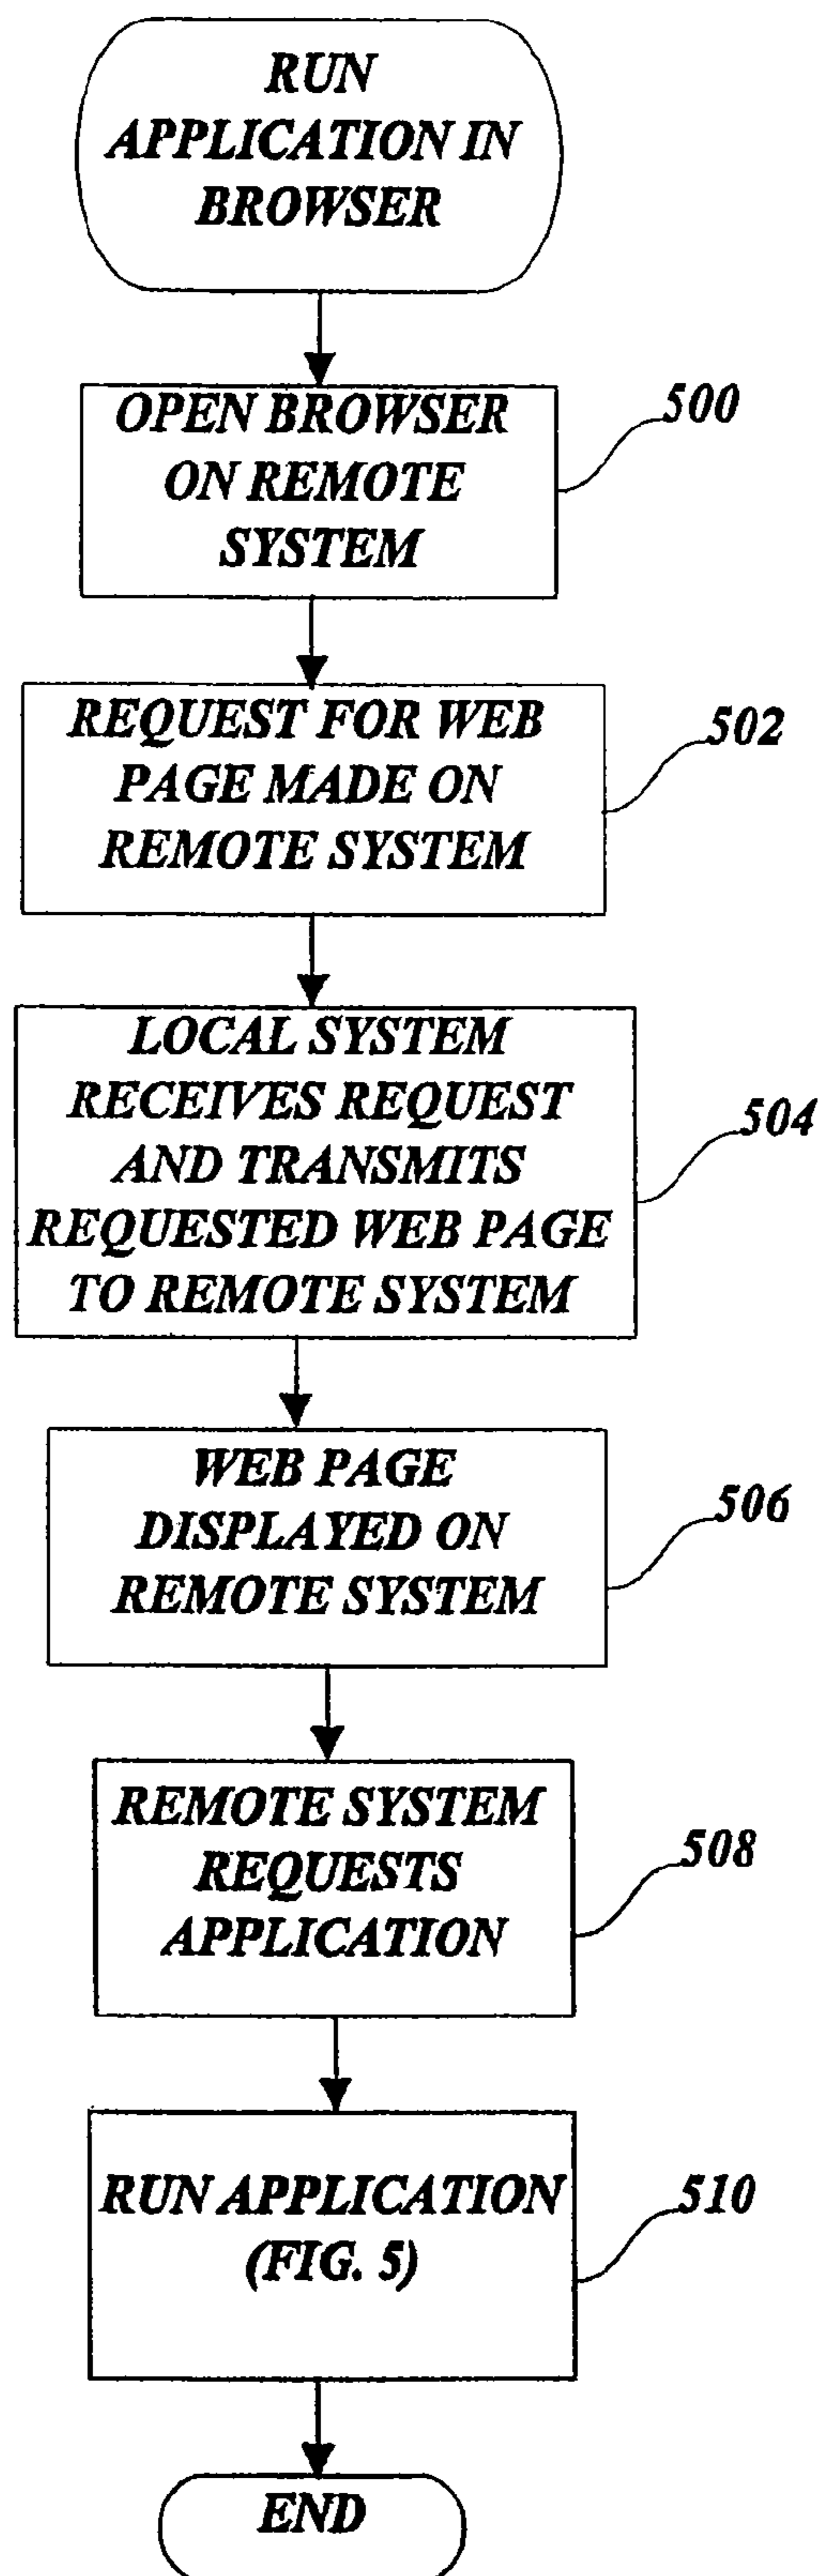 RUN
APPLICATION IN
BROWSER
OPEN BROWSER
ON REMOTE
SYSTEM
500
REQUEST FOR WEB
PAGE MADE ON
REMOTE SYSTEM
502
LOCAL SYSTEM
RECEIVES REQUEST
AND TRANSMITS
REQUESTED WEB PAGE
TO REMOTE SYSTEM
504
WEB PAGE
DISPLAYED ON
REMOTE SYSTEM
506
REMOTE SYSTEM
REQUESTS
APPLICATION
508
RUN APPLICATION
(FIG. 5)
510
END